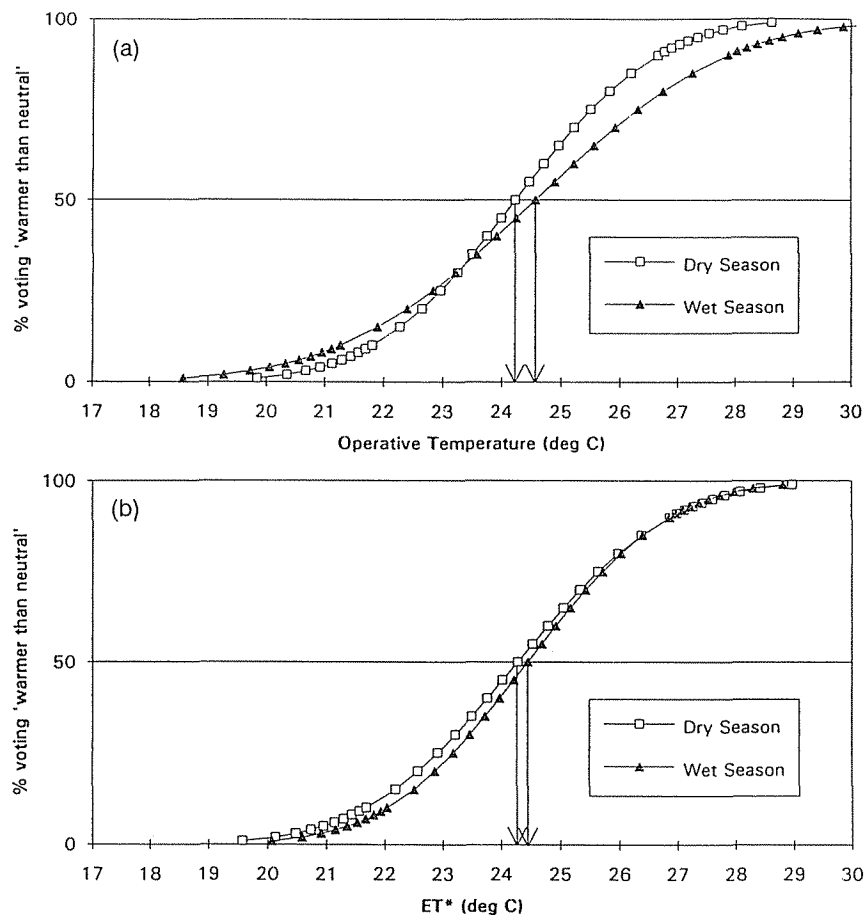 (a)
% voting 'warmer than neutral'
100
50
0
Dry Season
Wet Season
17 18 19 20 21 22 23 24 25 26 27 28 29 30
Operative Temperature (deg C)
(b)
% voting 'warmer than neutral'
100
50
0
Dry Season
Wet Season
17 18 19 20 21 22 23 24 25 26 27 28 29 30
ET* (deg C)